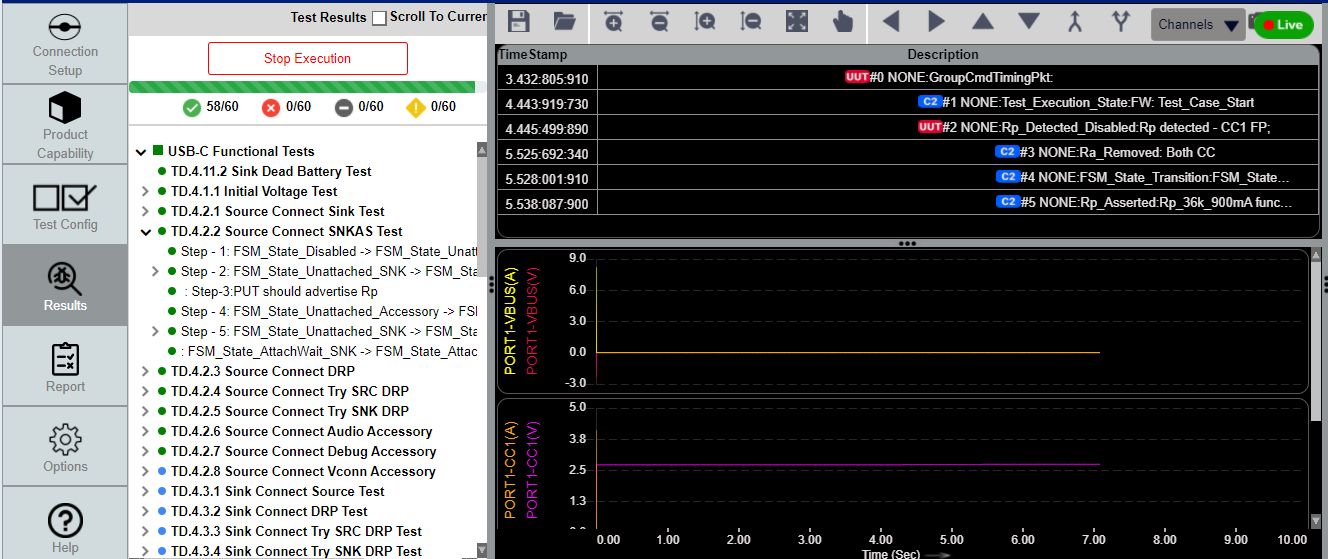 Connection
Setup
Product
Capability
Test Config
Results
Report
Options
Help
Test Results Scroll To Curren
Stop Execution
58/60 0/60 0/60 0/60
USB-C Functional Tests
TD.4.11.2 Sink Dead Battery Test
TD.4.1.1 Initial Voltage Test
TD.4.2.1 Source Connect Sink Test
TD.4.2.2 Source Connect SNKAS Test
Step - 1: FSM_State_Disabled -> FSM_State_Unatt
Step - 2: FSM_State_Unattached_SNK -> FSM_Sta
: Step-3:PUT should advertise Rp
Step - 4: FSM_State_Unattached_Accessory -> FS
Step - 5: FSM_State_Unattached_SNK -> FSM_Sta
: FSM_State_AttachWait_SNK -> FSM_State_Attac
TD.4.2.3 Source Connect DRP
TD.4.2.4 Source Connect Try SRC DRP
TD.4.2.5 Source Connect Try SNK DRP
TD.4.2.6 Source Connect Audio Accessory
TD.4.2.7 Source Connect Debug Accessory
TD.4.2.8 Source Connect Vconn Accessory
TD.4.3.1 Sink Connect Source Test
TD.4.3.2 Sink Connect DRP Test
TD.4.3.3 Sink Connect Try SRC DRP Test
TD.4.3.4 Sink Connect Try SNK DRP Test
Channels
Live
TimeStamp Description
3.432:805:910 UUT #0 NONE:GroupCmdTimingPkt:
4.443:919:730 C2 #1 NONE:Test_Execution_State:FW: Test_Case_Start
4.445:499:890 UUT #2 NONE:Rp_Detected_Disabled:Rp detected - CC1 FP;
5.525:692:340 C2 #3 NONE:Ra_Removed: Both CC
5.528:001:910 C2 #4 NONE:FSM_State_Transition:FSM_State...
5.538:087:900 C2 #5 NONE:Rp_Asserted:Rp_36k_900mA func...
PORT1-VBUS(A)
PORT1-VBUS(V)
9.0
6.0
3.0
0.0
-3.0
PORT1-CC1(A)
PORT1-CC1(V)
5.0
3.8
2.5
1.3
0.0
0.00 1.00 2.00 3.00 4.00 5.00 6.00 7.00 8.00 9.00 10.00
Time (Sec)